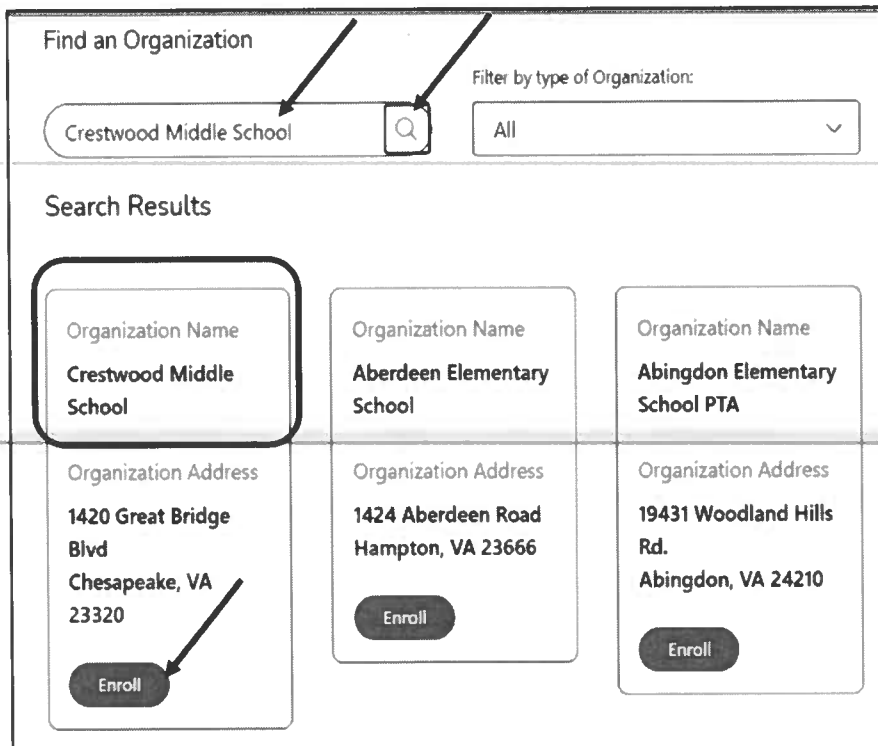 Find an Organization
Filter by type of Organization:
Crestwood Middle School
All
Search Results
Organization Name
Crestwood Middle
School
Organization Address
1420 Great Bridge
Blvd
Chesapeake, VA
23320
Enroll
Organization Name
Aberdeen Elementary
School
Organization Address
1424 Aberdeen Road
Hampton, VA 23666
Enroll
Organization Name
Abingdon Elementary
School PTA
Organization Address
19431 Woodland Hills
Rd.
Abingdon, VA 24210
Enroll